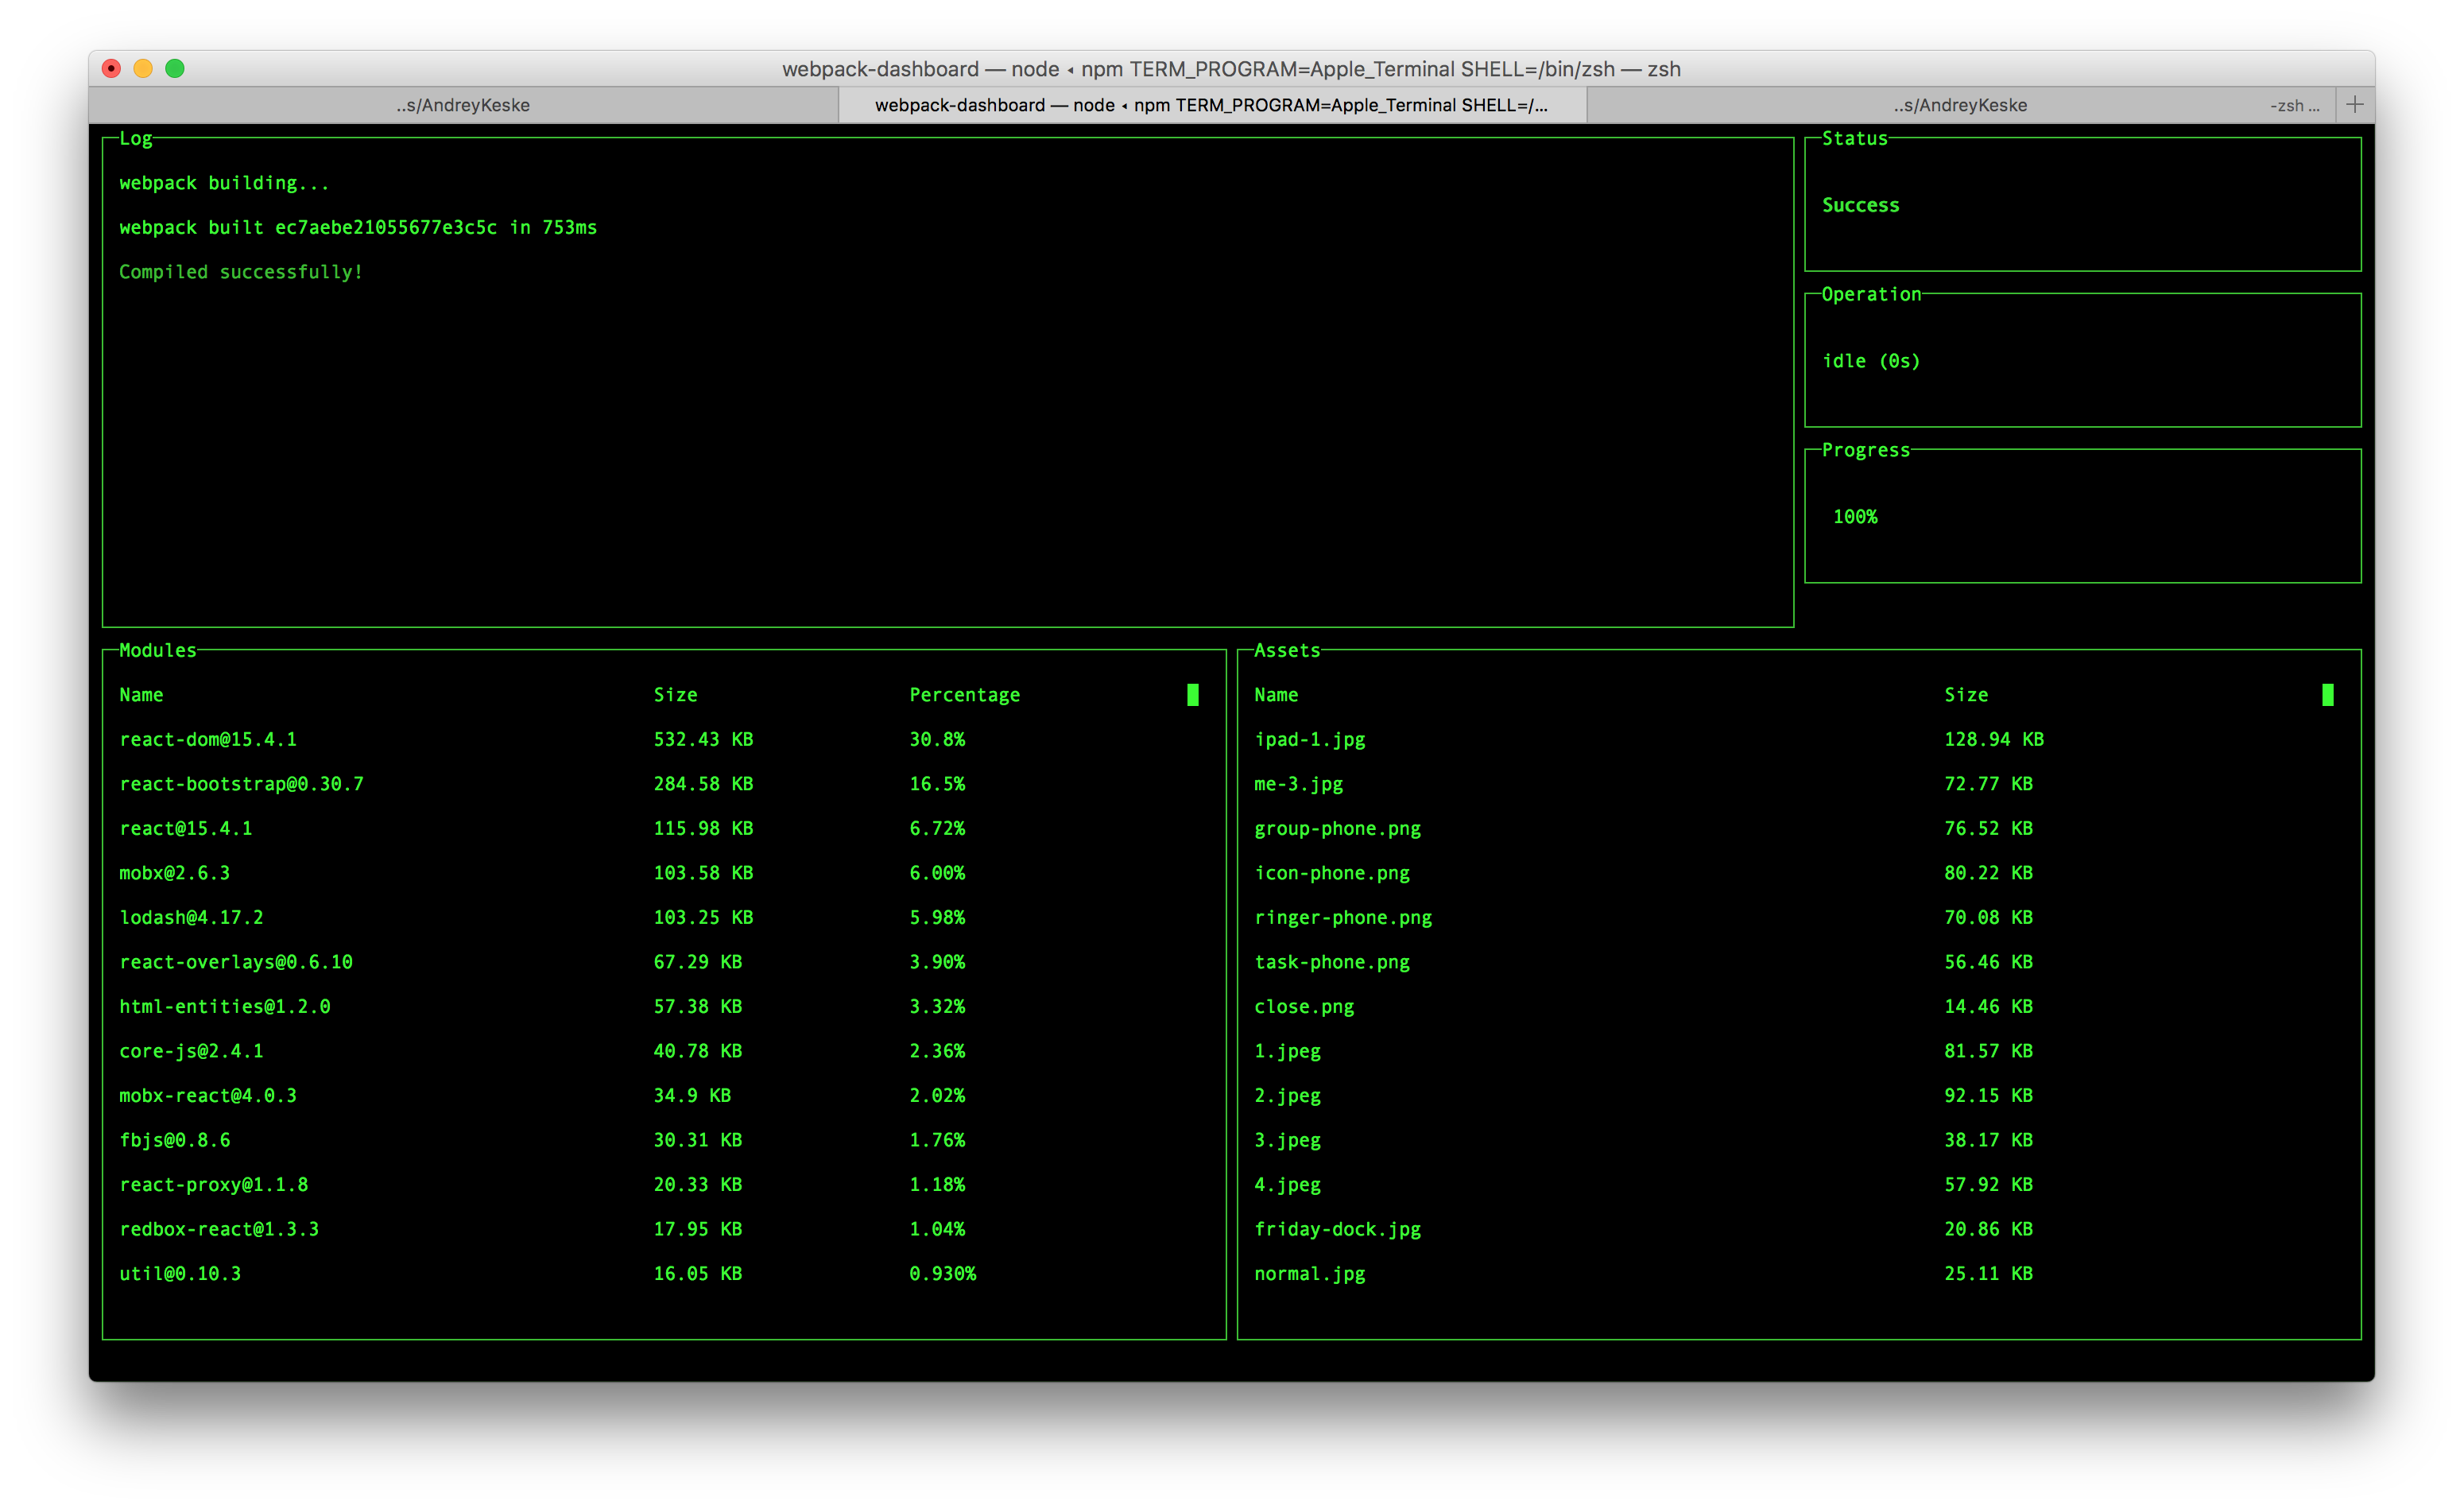 webpack-dashboard — node ◂ npm TERM_PROGRAM=Apple_Terminal SHELL=/bin/zsh — zsh
..s/AndreyKeske webpack-dashboard — node ◂ npm TERM_PROGRAM=Apple_Terminal SHELL=/... ..s/AndreyKeske -zsh ... +
Log
webpack building...
webpack built ec7aebe21055677e3c5c in 753ms
Compiled successfully!
Status
Success
Operation
idle (0s)
Progress
100%
Modules
Name Size Percentage
react-dom@15.4.1 532.43 KB 30.8%
react-bootstrap@0.30.7 284.58 KB 16.5%
react@15.4.1 115.98 KB 6.72%
mobx@2.6.3 103.58 KB 6.00%
lodash@4.17.2 103.25 KB 5.98%
react-overlays@0.6.10 67.29 KB 3.90%
html-entities@1.2.0 57.38 KB 3.32%
core-js@2.4.1 40.78 KB 2.36%
mobx-react@4.0.3 34.9 KB 2.02%
fbjs@0.8.6 30.31 KB 1.76%
react-proxy@1.1.8 20.33 KB 1.18%
redbox-react@1.3.3 17.95 KB 1.04%
util@0.10.3 16.05 KB 0.930%
Assets
Name Size
ipad-1.jpg 128.94 KB
me-3.jpg 72.77 KB
group-phone.png 76.52 KB
icon-phone.png 80.22 KB
ringer-phone.png 70.08 KB
task-phone.png 56.46 KB
close.png 14.46 KB
1.jpeg 81.57 KB
2.jpeg 92.15 KB
3.jpeg 38.17 KB
4.jpeg 57.92 KB
friday-dock.jpg 20.86 KB
normal.jpg 25.11 KB